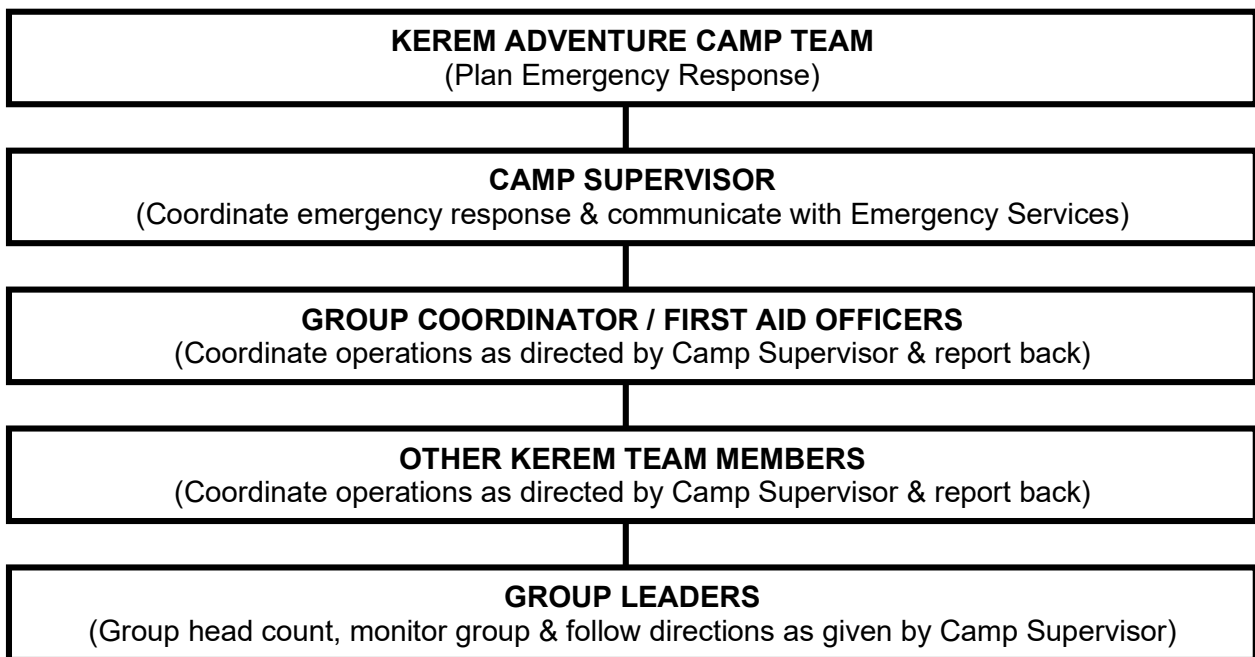 KEREM ADVENTURE CAMP TEAM
(Plan Emergency Response)
CAMP SUPERVISOR
(Coordinate emergency response & communicate with Emergency Services)
GROUP COORDINATOR / FIRST AID OFFICERS
(Coordinate operations as directed by Camp Supervisor & report back)
OTHER KEREM TEAM MEMBERS
(Coordinate operations as directed by Camp Supervisor & report back)
GROUP LEADERS
(Group head count, monitor group & follow directions as given by Camp Supervisor)